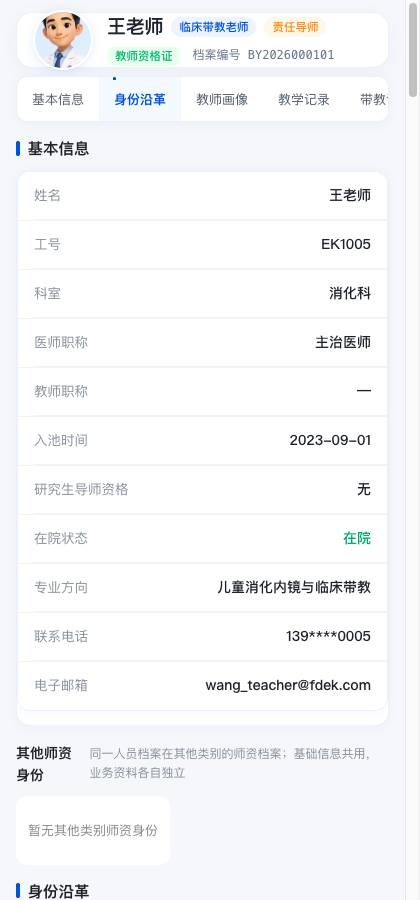 王老师 临床带教老师 责任导师
教师资格证 档案编号 BY2026000101
基本信息 身份沿革 教师画像 教学记录 带教
基本信息
姓名 王老师
工号 EK1005
科室 消化科
医师职称 主治医师
教师职称 —
入池时间 2023-09-01
研究生导师资格 无
在院状态 在院
专业方向 儿童消化内镜与临床带教
联系电话 139****0005
电子邮箱 wang_teacher@fdek.com
其他师资
身份
同一人员档案在其他类别的师资档案；基础信息共用，
业务资料各自独立
暂无其他类别师资身份
身份沿革